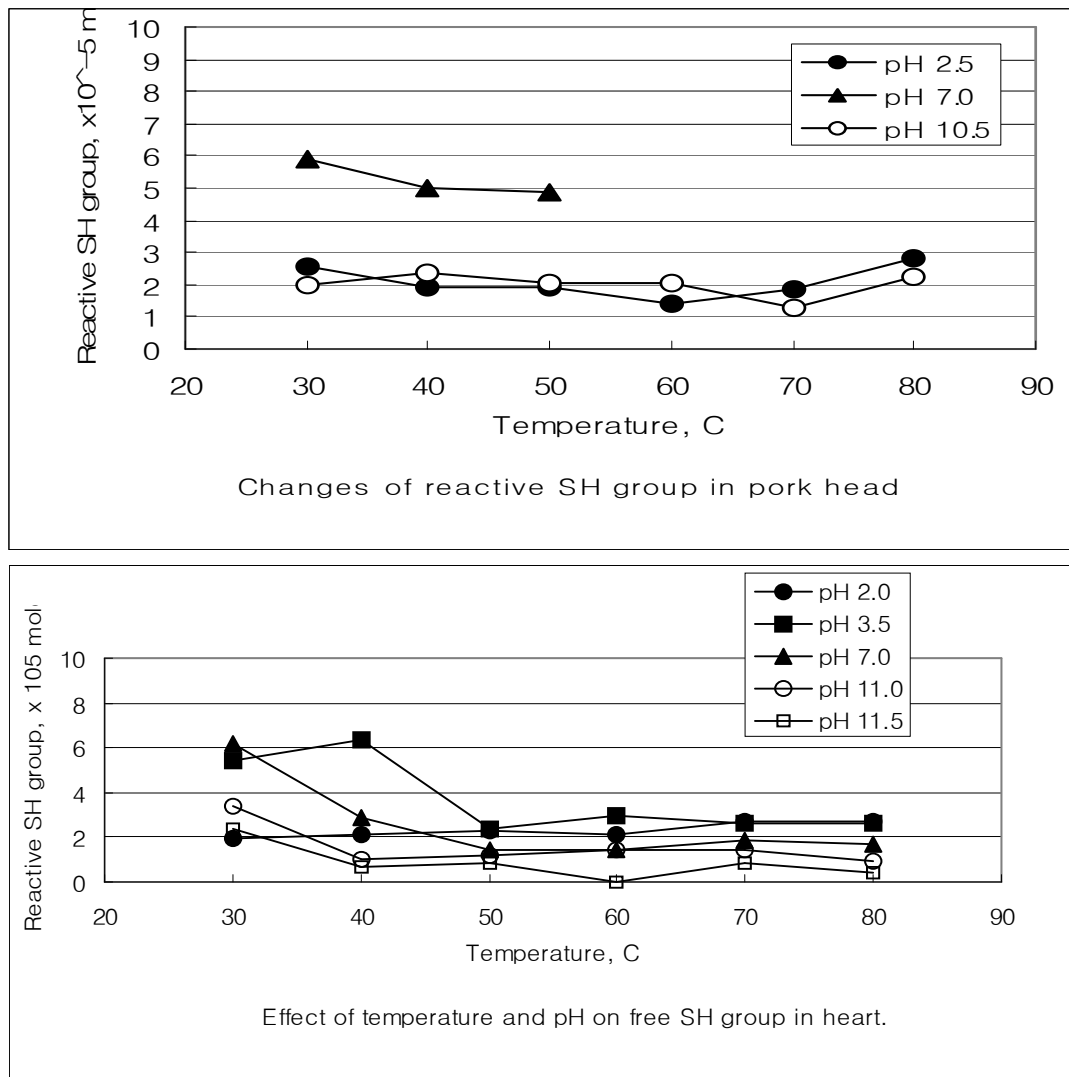 Reactive SH group, x10^-5 m
10
9
8
7
6
5
4
3
2
1
0
pH 2.5
pH 7.0
pH 10.5
20 30 40 50 60 70 80 90
Temperature, C
Changes of reactive SH group in pork head
Reactive SH group, x 105 mol
10
8
6
4
2
0
pH 2.0
pH 3.5
pH 7.0
pH 11.0
pH 11.5
20 30 40 50 60 70 80 90
Temperature, C
Effect of temperature and pH on free SH group in heart.